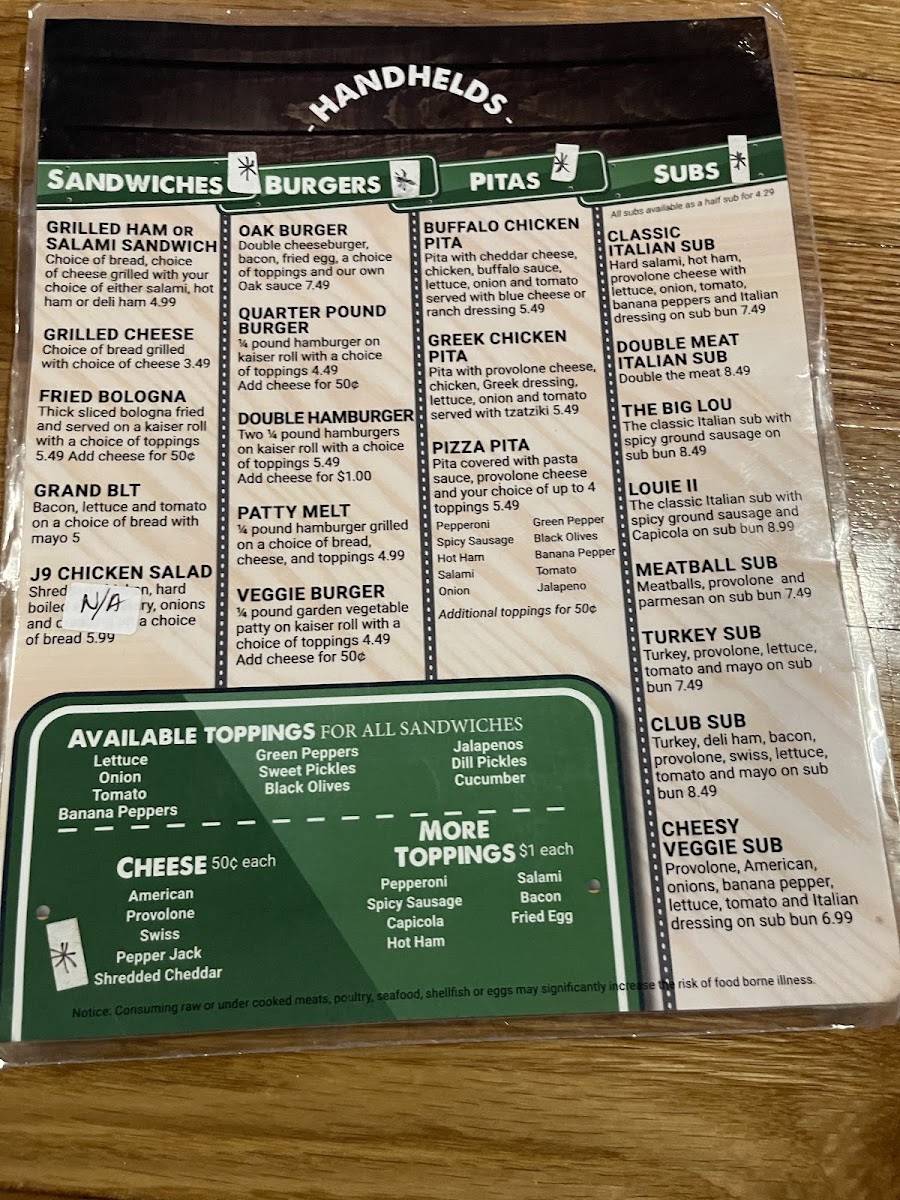 - HANDHELDS -
SANDWICHES *
GRILLED HAM OR
SALAMI SANDWICH
Choice of bread, choice
of cheese grilled with your
choice of either salami, hot
ham or deli ham 4.99
GRILLED CHEESE
Choice of bread grilled
with choice of cheese 3.49
FRIED BOLOGNA
Thick sliced bologna fried
and served on a kaiser roll
with a choice of toppings
5.49 Add cheese for 50¢
GRAND BLT
Bacon, lettuce and tomato
on a choice of bread with
mayo 5
J9 CHICKEN SALAD
hard
N/A
onions
a choice
of bread 5.99
BURGERS *
OAK BURGER
Double cheeseburger,
bacon, fried egg, a choice
of toppings and our own
Oak sauce 7.49
QUARTER POUND
BURGER
¼ pound hamburger on
kaiser roll with a choice
of toppings 4.49
Add cheese for 50¢
DOUBLE HAMBURGER
Two ¼ pound hamburgers
on kaiser roll with a choice
of toppings 5.49
Add cheese for $1.00
PATTY MELT
¼ pound hamburger grilled
on a choice of bread,
cheese, and toppings 4.99
VEGGIE BURGER
¼ pound garden vegetable
patty on kaiser roll with a
choice of toppings 4.49
Add cheese for 50¢
PITAS *
BUFFALO CHICKEN
PITA
Pita with cheddar cheese,
chicken, buffalo sauce,
lettuce, onion and tomato
served with blue cheese or
ranch dressing 5.49
GREEK CHICKEN
PITA
Pita with provolone cheese,
chicken, Greek dressing,
lettuce, onion and tomato
served with tzatziki 5.49
PIZZA PITA
Pita covered with pasta
sauce, provolone cheese
and your choice of up to 4
toppings 5.49
Pepperoni
Spicy Sausage
Hot Ham
Salami
Onion
Green Pepper
Black Olives
Banana Pepper
Tomato
Jalapeno
Additional toppings for 50¢
SUBS *
All subs available as a half sub for 4.29
CLASSIC
ITALIAN SUB
Hard salami, hot ham,
provolone cheese with
lettuce, onion, tomato,
banana peppers and Italian
dressing on sub bun 7.49
DOUBLE MEAT
ITALIAN SUB
Double the meat 8.49
THE BIG LOU
The classic Italian sub with
spicy ground sausage on
sub bun 8.49
LOUIE II
The classic Italian sub with
spicy ground sausage and
Capicola on sub bun 8.99
MEATBALL SUB
Meatballs, provolone and
parmesan on sub bun 7.49
TURKEY SUB
Turkey, provolone, lettuce,
tomato and mayo on sub
bun 7.49
CLUB SUB
Turkey, deli ham, bacon,
provolone, swiss, lettuce,
tomato and mayo on sub
bun 8.49
CHEESY
VEGGIE SUB
Provolone, American,
onions, banana pepper,
lettuce, tomato and Italian
dressing on sub bun 6.99
AVAILABLE TOPPINGS FOR ALL SANDWICHES
Lettuce
Onion
Tomato
Banana Peppers
Green Peppers
Sweet Pickles
Black Olives
Jalapenos
Dill Pickles
Cucumber
CHEESE 50¢ each
American
Provolone
Swiss
Pepper Jack
Shredded Cheddar
*
MORE
TOPPINGS $1 each
Pepperoni
Spicy Sausage
Capicola
Hot Ham
Salami
Bacon
Fried Egg
Notice: Consuming raw or under cooked meats, poultry, seafood, shellfish or eggs may significantly increase the risk of food borne illness.